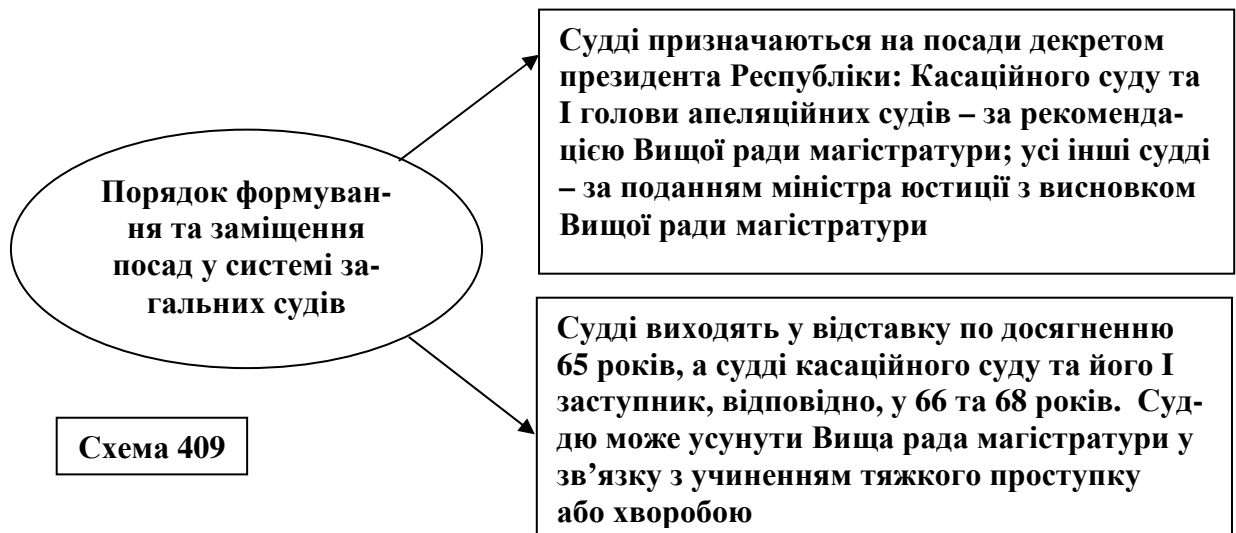 Судді призначаються на посади декретом
президента Республіки: Касаційного суду та
І голови апеляційних судів – за рекоменда-
цією Вищої ради магістратури; усі інші судді
– за поданням міністра юстиції з висновком
Вищої ради магістратури
Порядок формуван-
ня та заміщення
посад у системі за-
гальних судів
Судді виходять у відставку по досягненню
65 років, а судді касаційного суду та його І
заступник, відповідно, у 66 та 68 років. Суд-
дю може усунути Вища рада магістратури у
зв’язку з учиненням тяжкого проступку
або хворобою
Схема 409